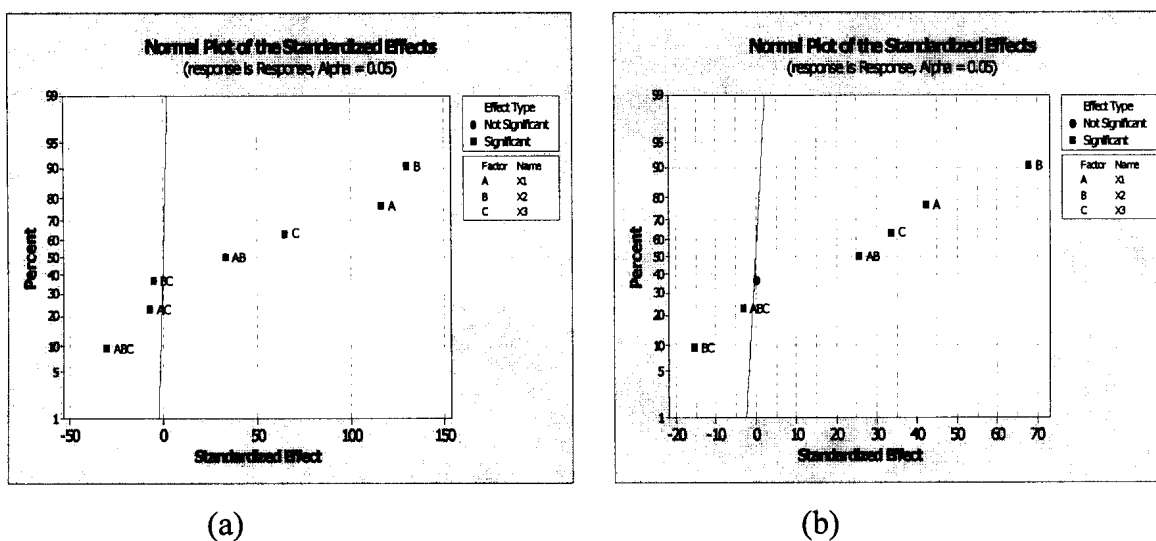 Normal Plot of the Standardized Effects
(response is Response, Alpha = 0.05)
99
95
90
80
70
60
50
40
30
20
10
5
1
Percent
B
A
C
AB
BC
AC
ABC
-50
0
50
100
150
Standardized Effect
Effect Type
Not Significant
Significant
Factor Name
A X1
B X2
C X3
(a)
Normal Plot of the Standardized Effects
(response is Response, Alpha = 0.05)
99
95
90
80
70
60
50
40
30
20
10
5
1
Percent
B
A
C
AB
ABC
BC
-20
-10
0
10
20
30
40
50
60
70
Standardized Effect
Effect Type
Not Significant
Significant
Factor Name
A X1
B X2
C X3
(b)